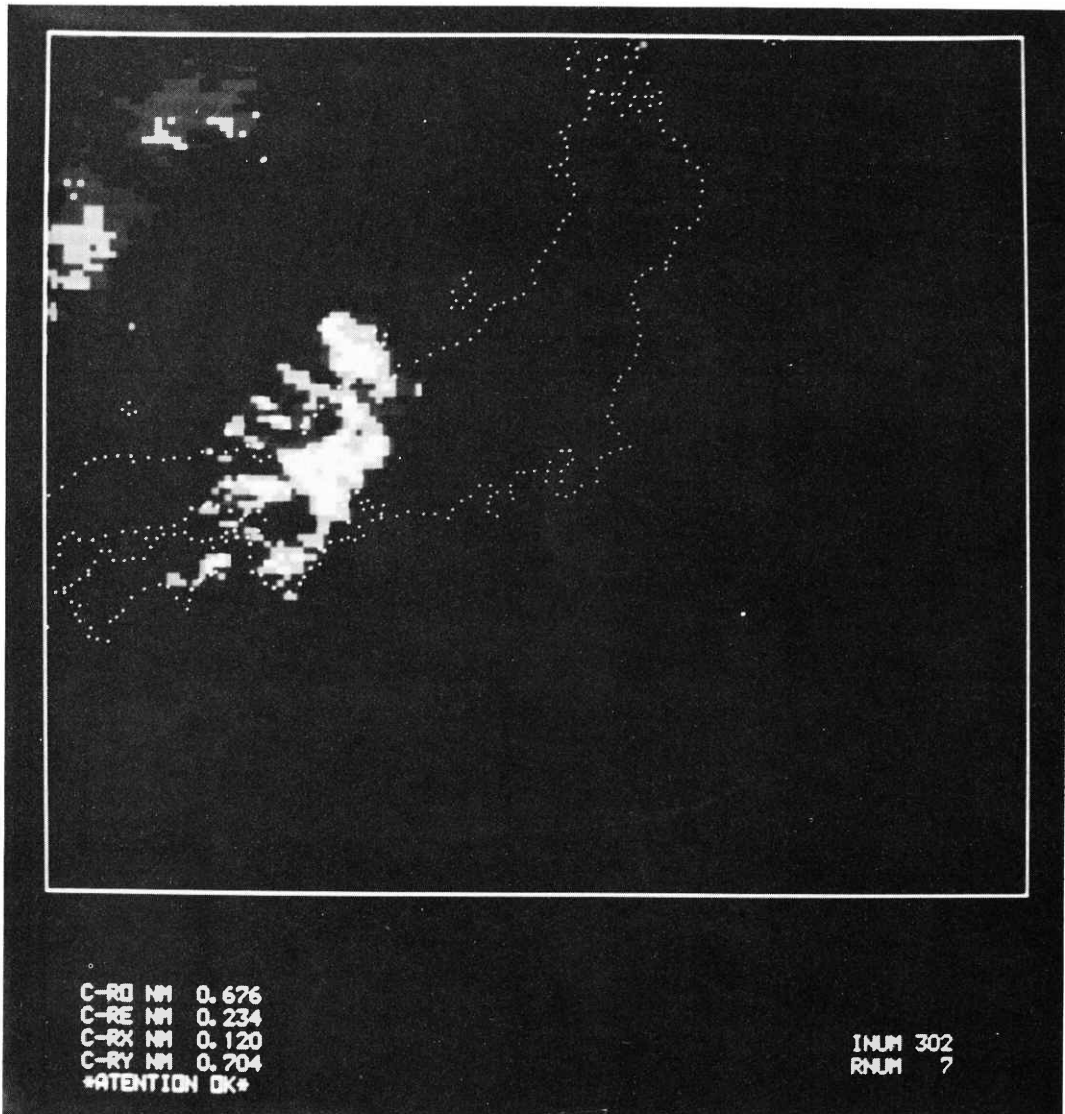 C-RO NM 0.676
C-RE NM 0.234
C-RX NM 0.120
C-RY NM 0.704
*ATENTION OK*
INUM 302
RNUM 7